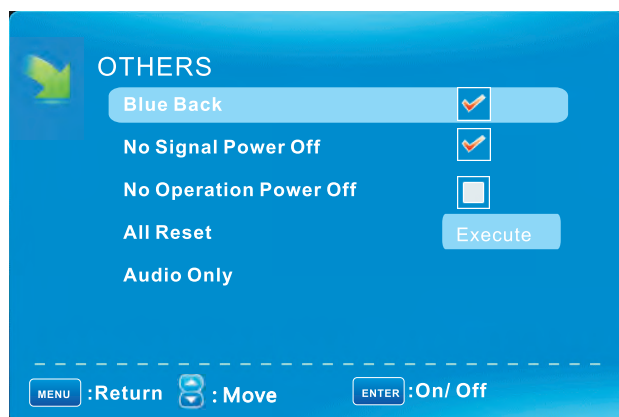 OTHERS
Blue Back
No Signal Power Off
No Operation Power Off
All Reset Execute
Audio Only
MENU :Return : Move ENTER :On/ Off